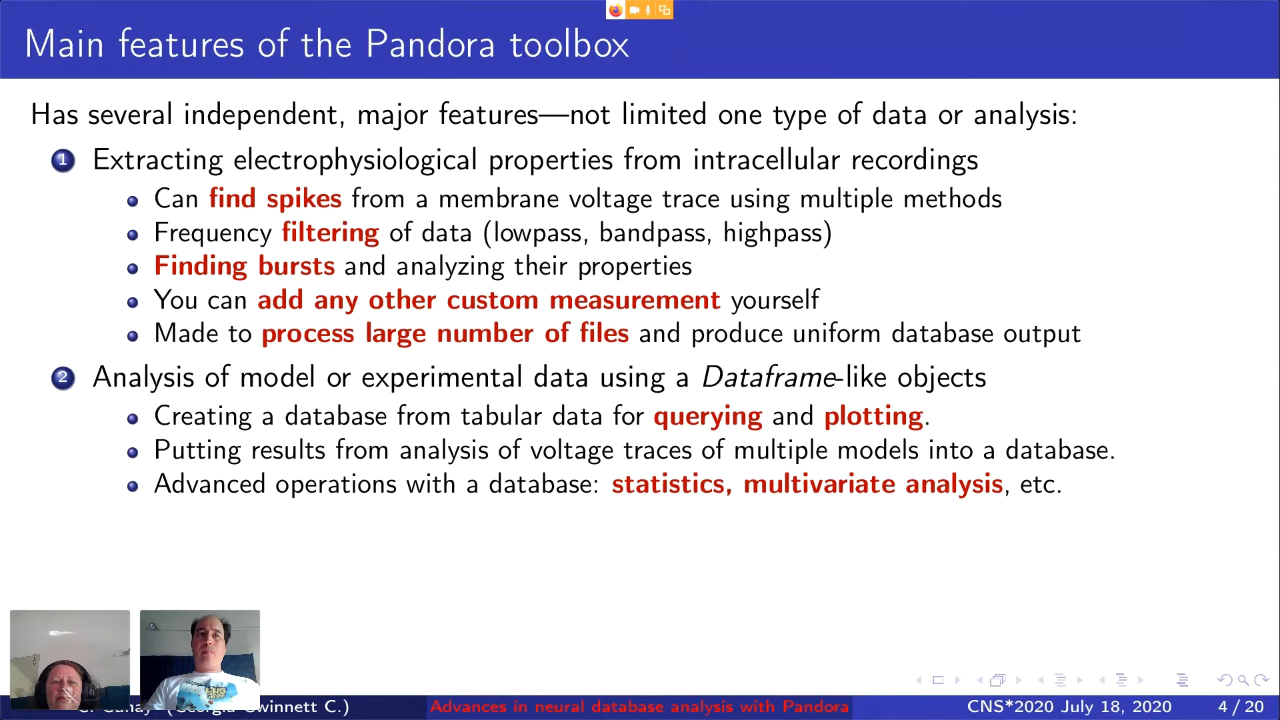 Main features of the Pandora toolbox
Has several independent, major features—not limited one type of data or analysis:
1 Extracting electrophysiological properties from intracellular recordings
Can find spikes from a membrane voltage trace using multiple methods
Frequency filtering of data (lowpass, bandpass, highpass)
Finding bursts and analyzing their properties
You can add any other custom measurement yourself
Made to process large number of files and produce uniform database output
2 Analysis of model or experimental data using a Dataframe-like objects
Creating a database from tabular data for querying and plotting.
Putting results from analysis of voltage traces of multiple models into a database.
Advanced operations with a database: statistics, multivariate analysis, etc.
Gwinnett C.) Advances in neural database analysis with Pandora CNS*2020 July 18, 2020 4 / 20